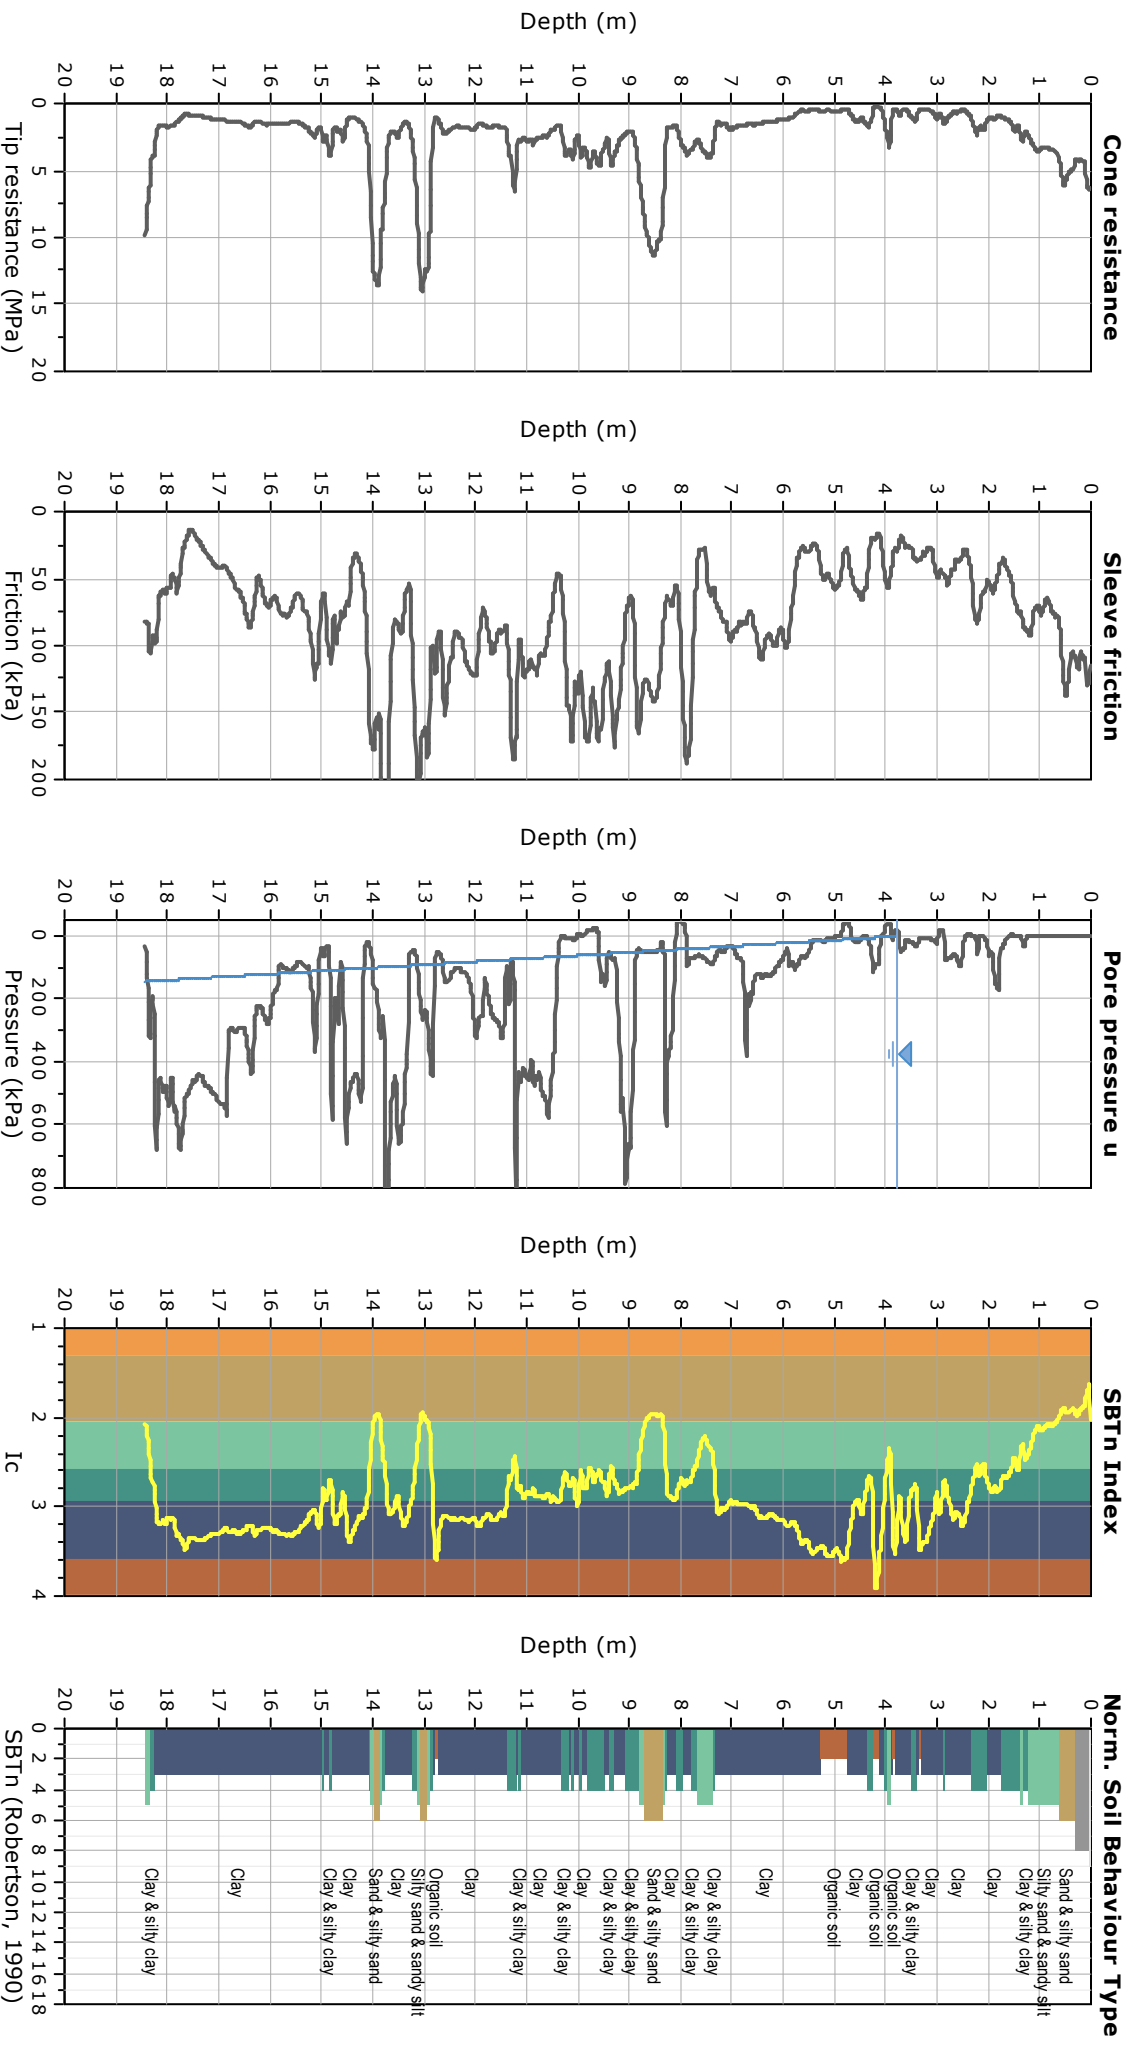 Cone resistance
Depth (m)
0
1
2
3
4
5
6
7
8
9
10
11
12
13
14
15
16
17
18
19
20
0 5 10 15 20
Tip resistance (MPa)
Sleeve friction
Depth (m)
0
1
2
3
4
5
6
7
8
9
10
11
12
13
14
15
16
17
18
19
20
0 50 100 150 200
Friction (kPa)
Pore pressure u
Depth (m)
0
1
2
3
4
5
6
7
8
9
10
11
12
13
14
15
16
17
18
19
20
0 200 400 600 800
Pressure (kPa)
SBTn Index
Depth (m)
0
1
2
3
4
5
6
7
8
9
10
11
12
13
14
15
16
17
18
19
20
1 2 3 4
Ic
Norm. Soil Behaviour Type
Depth (m)
0
1
2
3
4
5
6
7
8
9
10
11
12
13
14
15
16
17
18
19
20
Sand & silty sand
Silty sand & sandy silt
Clay & silty clay
Clay
Clay
Clay
Clay & silty clay
Organic soil
Organic soil
Clay
Organic soil
Clay
Clay & silty clay
Clay & silty clay
Clay
Sand & silty sand
Clay & silty clay
Clay & silty clay
Clay & silty clay
Clay
Clay & silty clay
Clay
Organic soil
Silty sand & sandy silt
Clay
Sand & silty sand
Clay
Clay & silty clay
Clay
Clay & silty clay
0 2 4 6 8 10 12 14 16 18
SBTn (Robertson, 1990)